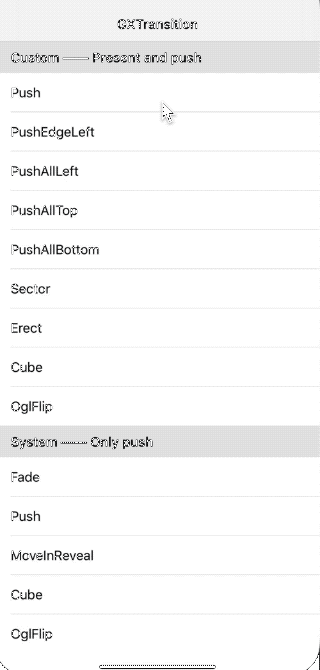 GXTransition
Custom —— Present and push
Push
PushEdgeLeft
PushAllLeft
PushAllTop
PushAllBottom
Sector
Erect
Cube
OglFlip
System —— Only push
Fade
Push
MoveInReveal
Cube
OglFlip